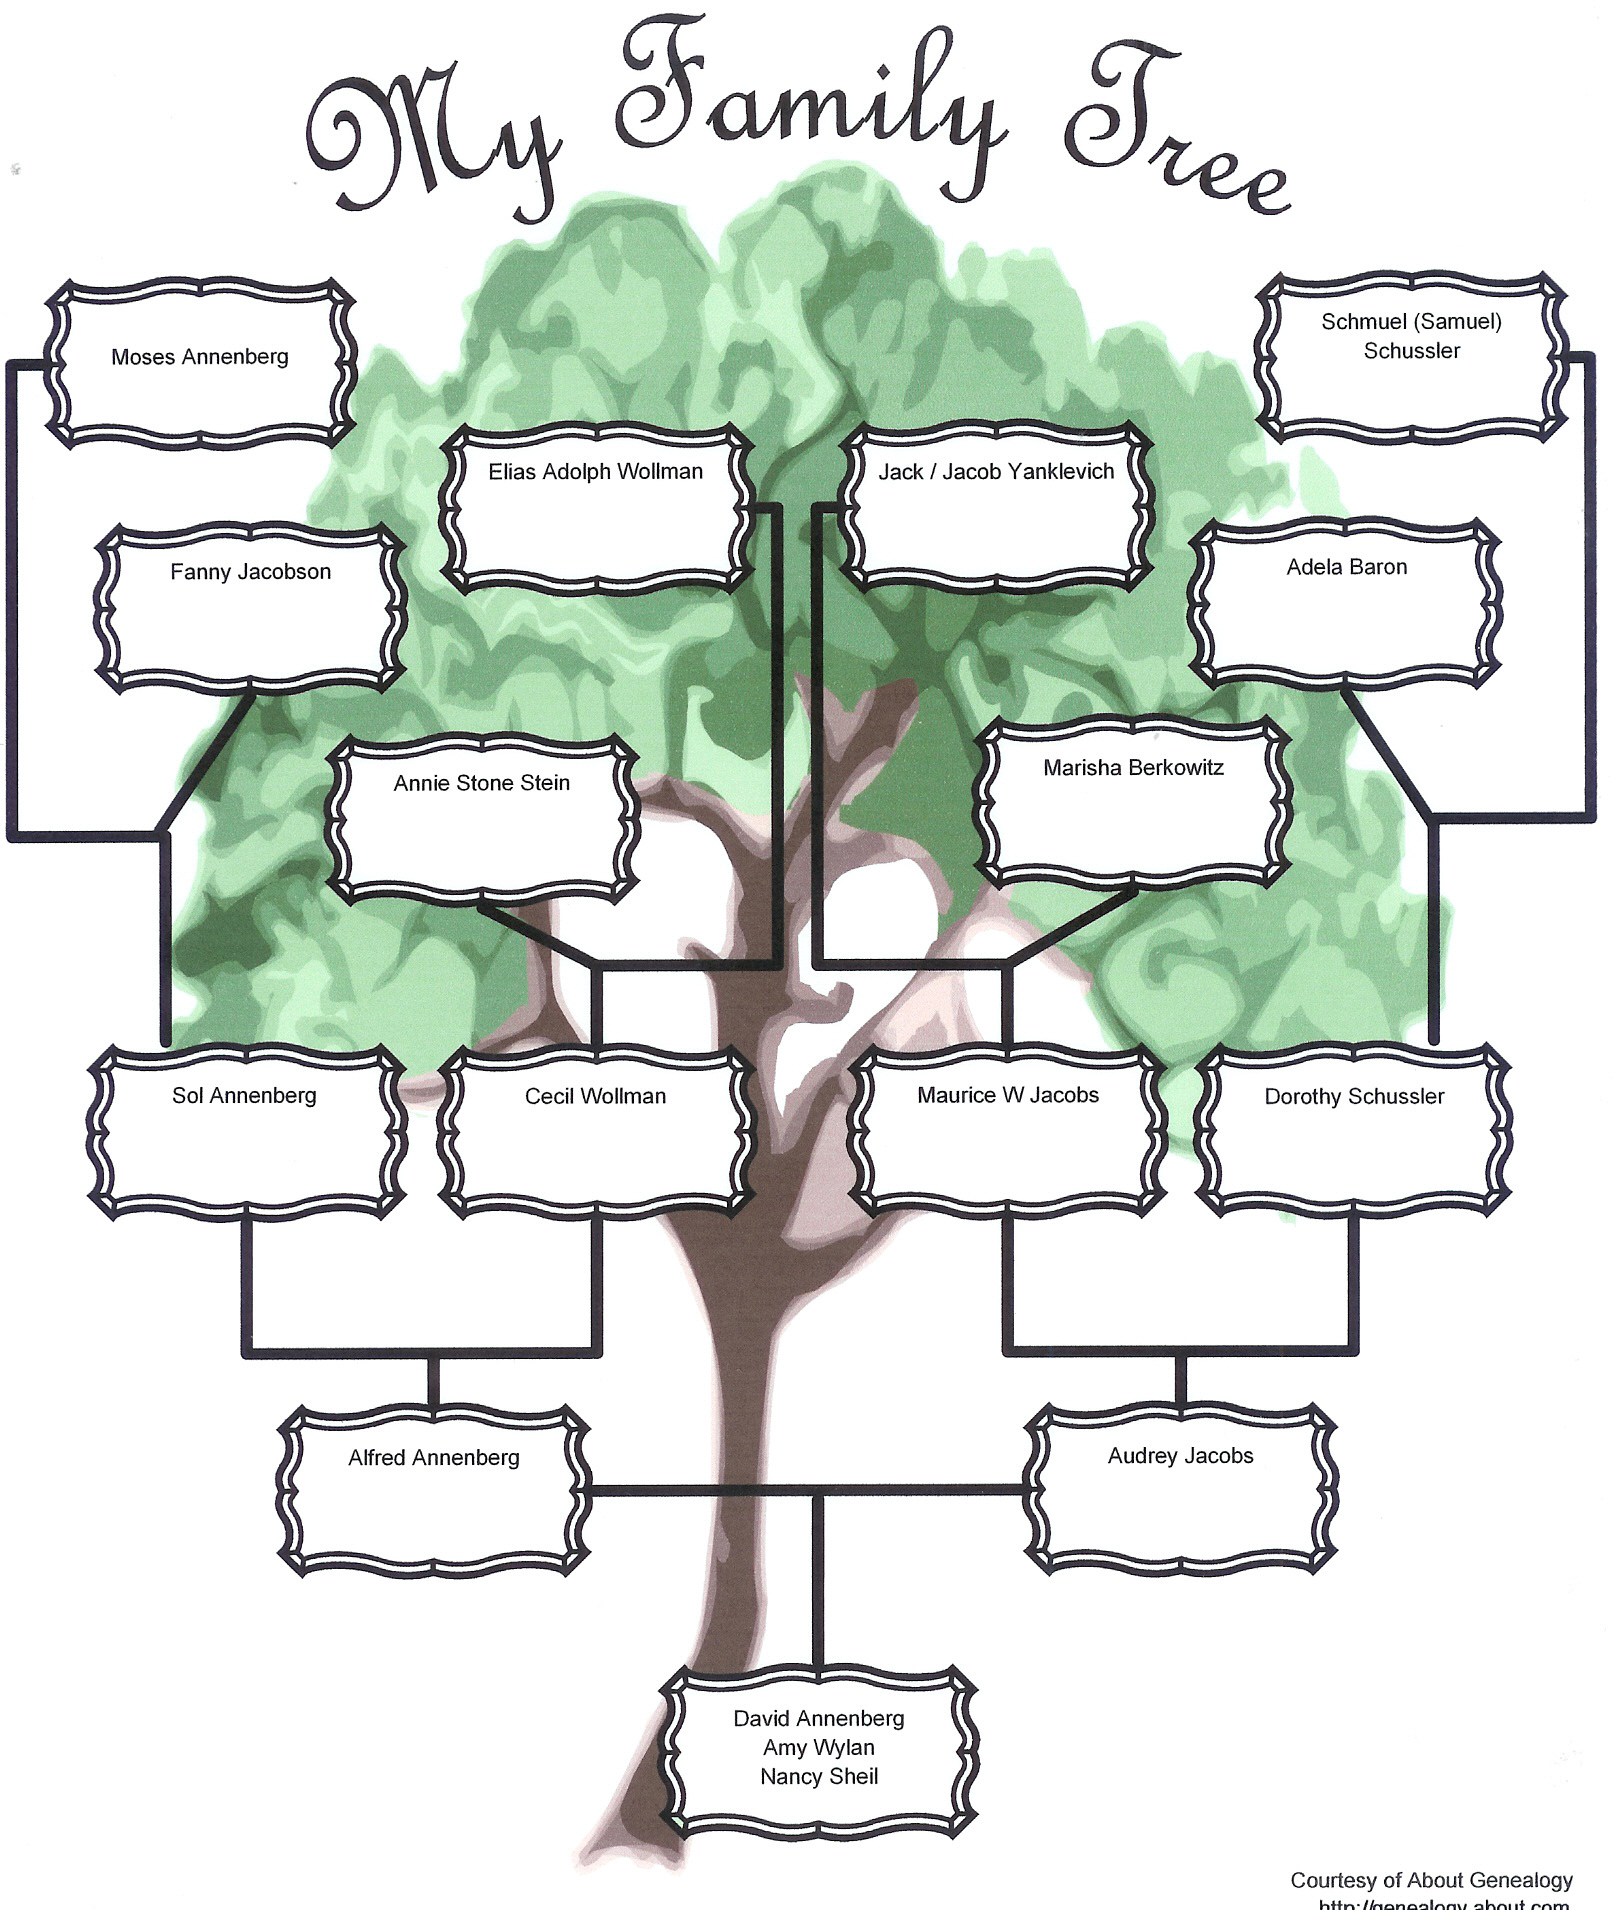 My Family Tree
Moses Annenberg
Schmuel (Samuel)
Schussler
Elias Adolph Wollman
Jack / Jacob Yanklevich
Fanny Jacobson
Adela Baron
Annie Stone Stein
Marisha Berkowitz
Sol Annenberg
Cecil Wollman
Maurice W Jacobs
Dorothy Schussler
Alfred Annenberg
Audrey Jacobs
David Annenberg
Amy Wylan
Nancy Sheil
Courtesy of About Genealogy
http://genealogy.about.com